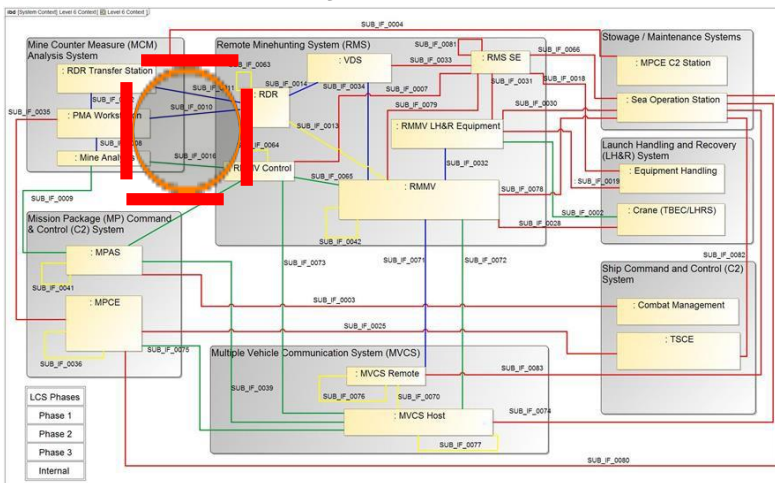 ibd [System Context] Level 6 Context [ Level 6 Context ]
SUB_IF_0004
Mine Counter Measure (MCM)
Analysis System
: RDR Transfer Station
: PMA Workstation
: Mine Analysis
SUB_IF_0010
SUB_IF_0016
SUB_IF_0035
SUB_IF_0009
Remote Minehunting System (RMS)
SUB_IF_0081
SUB_IF_0063
: VDS
SUB_IF_0033
: RMS SE
SUB_IF_0066
SUB_IF_0014
SUB_IF_0034
SUB_IF_0007
SUB_IF_0031
SUB_IF_0018
: RDR
SUB_IF_0079
SUB_IF_0030
SUB_IF_0013
: RMMV LH&R Equipment
SUB_IF_0064
SUB_IF_0032
: RMMV Control
SUB_IF_0065
: RMMV
SUB_IF_0078
SUB_IF_0028
SUB_IF_0042
Stowage / Maintenance Systems
: MPCE C2 Station
: Sea Operation Station
Launch Handling and Recovery
(LH&R) System
: Equipment Handling
SUB_IF_0019
SUB_IF_0002
: Crane (TBEC/LHRS)
SUB_IF_0082
Mission Package (MP) Command
& Control (C2) System
: MPAS
SUB_IF_0041
: MPCE
SUB_IF_0036
SUB_IF_0075
SUB_IF_0073
SUB_IF_0071
SUB_IF_0072
SUB_IF_0003
SUB_IF_0025
Ship Command and Control (C2)
System
: Combat Management
: TSCE
Multiple Vehicle Communication System (MVCS)
: MVCS Remote
SUB_IF_0083
SUB_IF_0039
SUB_IF_0076
SUB_IF_0070
: MVCS Host
SUB_IF_0074
SUB_IF_0077
SUB_IF_0080
LCS Phases
Phase 1
Phase 2
Phase 3
Internal